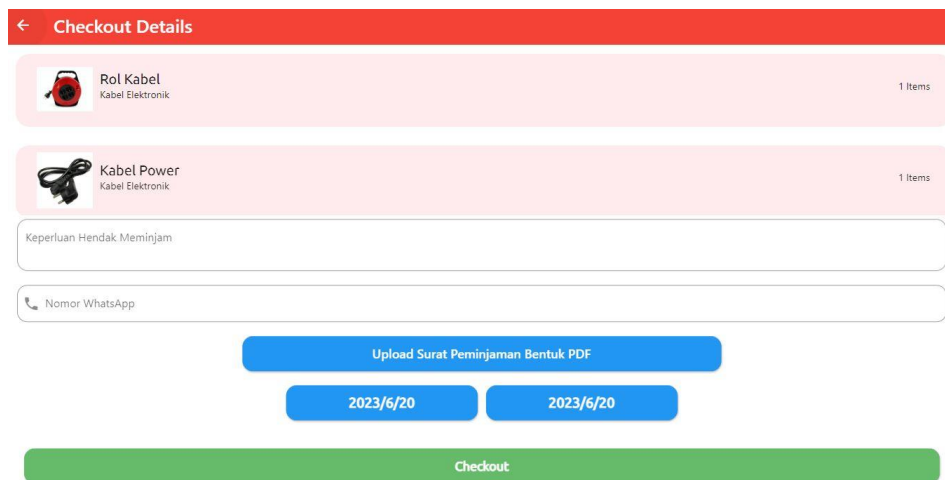 Checkout Details
Rol Kabel
Kabel Elektronik
1 Items
Kabel Power
Kabel Elektronik
1 Items
Keperluan Hendak Meminjam
Nomor WhatsApp
Upload Surat Peminjaman Bentuk PDF
2023/6/20 2023/6/20
Checkout